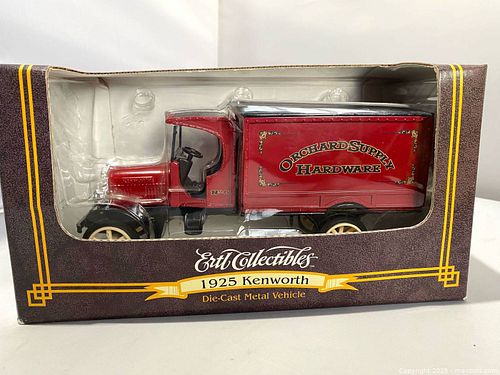 Orchard Supply
Hardware
Ertl Collectibles
1925 Kenworth
Die-Cast Metal Vehicle